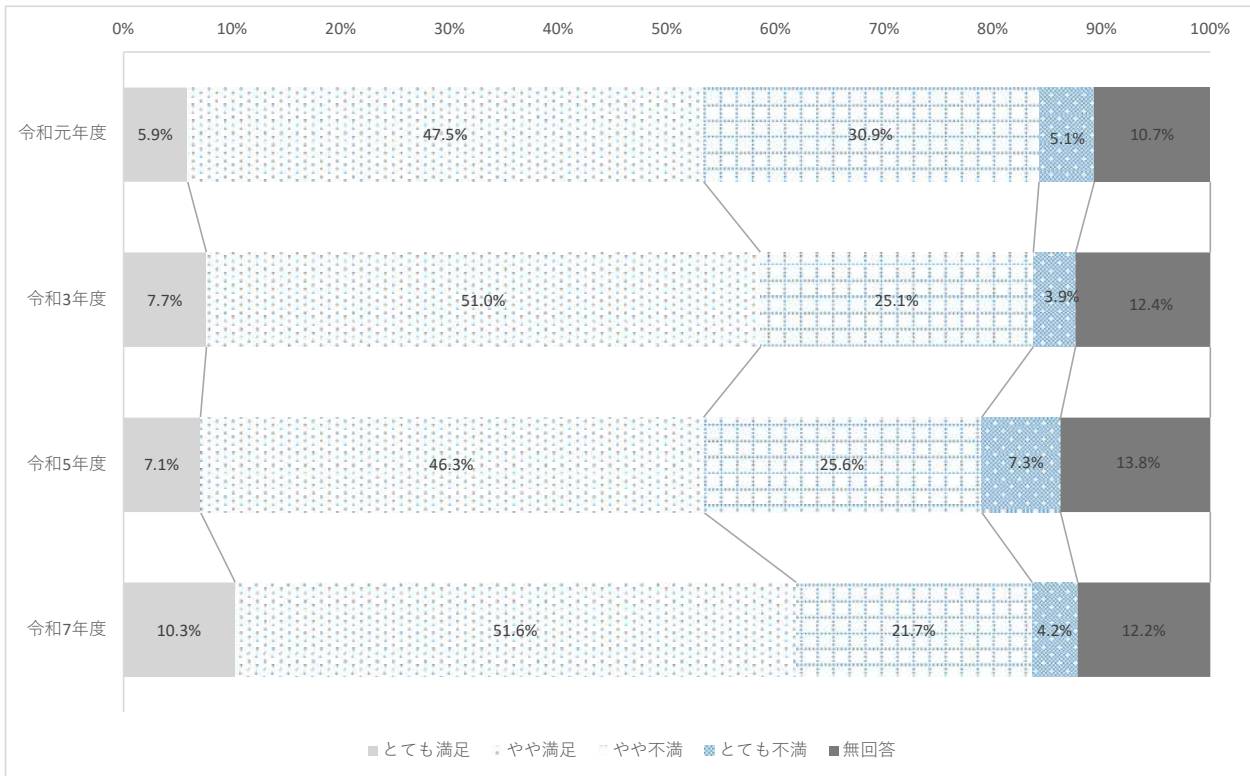 0% 10% 20% 30% 40% 50% 60% 70% 80% 90% 100%
令和元年度 5.9% 47.5% 30.9% 5.1% 10.7%
令和3年度 7.7% 51.0% 25.1% 3.9% 12.4%
令和5年度 7.1% 46.3% 25.6% 7.3% 13.8%
令和7年度 10.3% 51.6% 21.7% 4.2% 12.2%
とても満足 やや満足 やや不満 とても不満 無回答